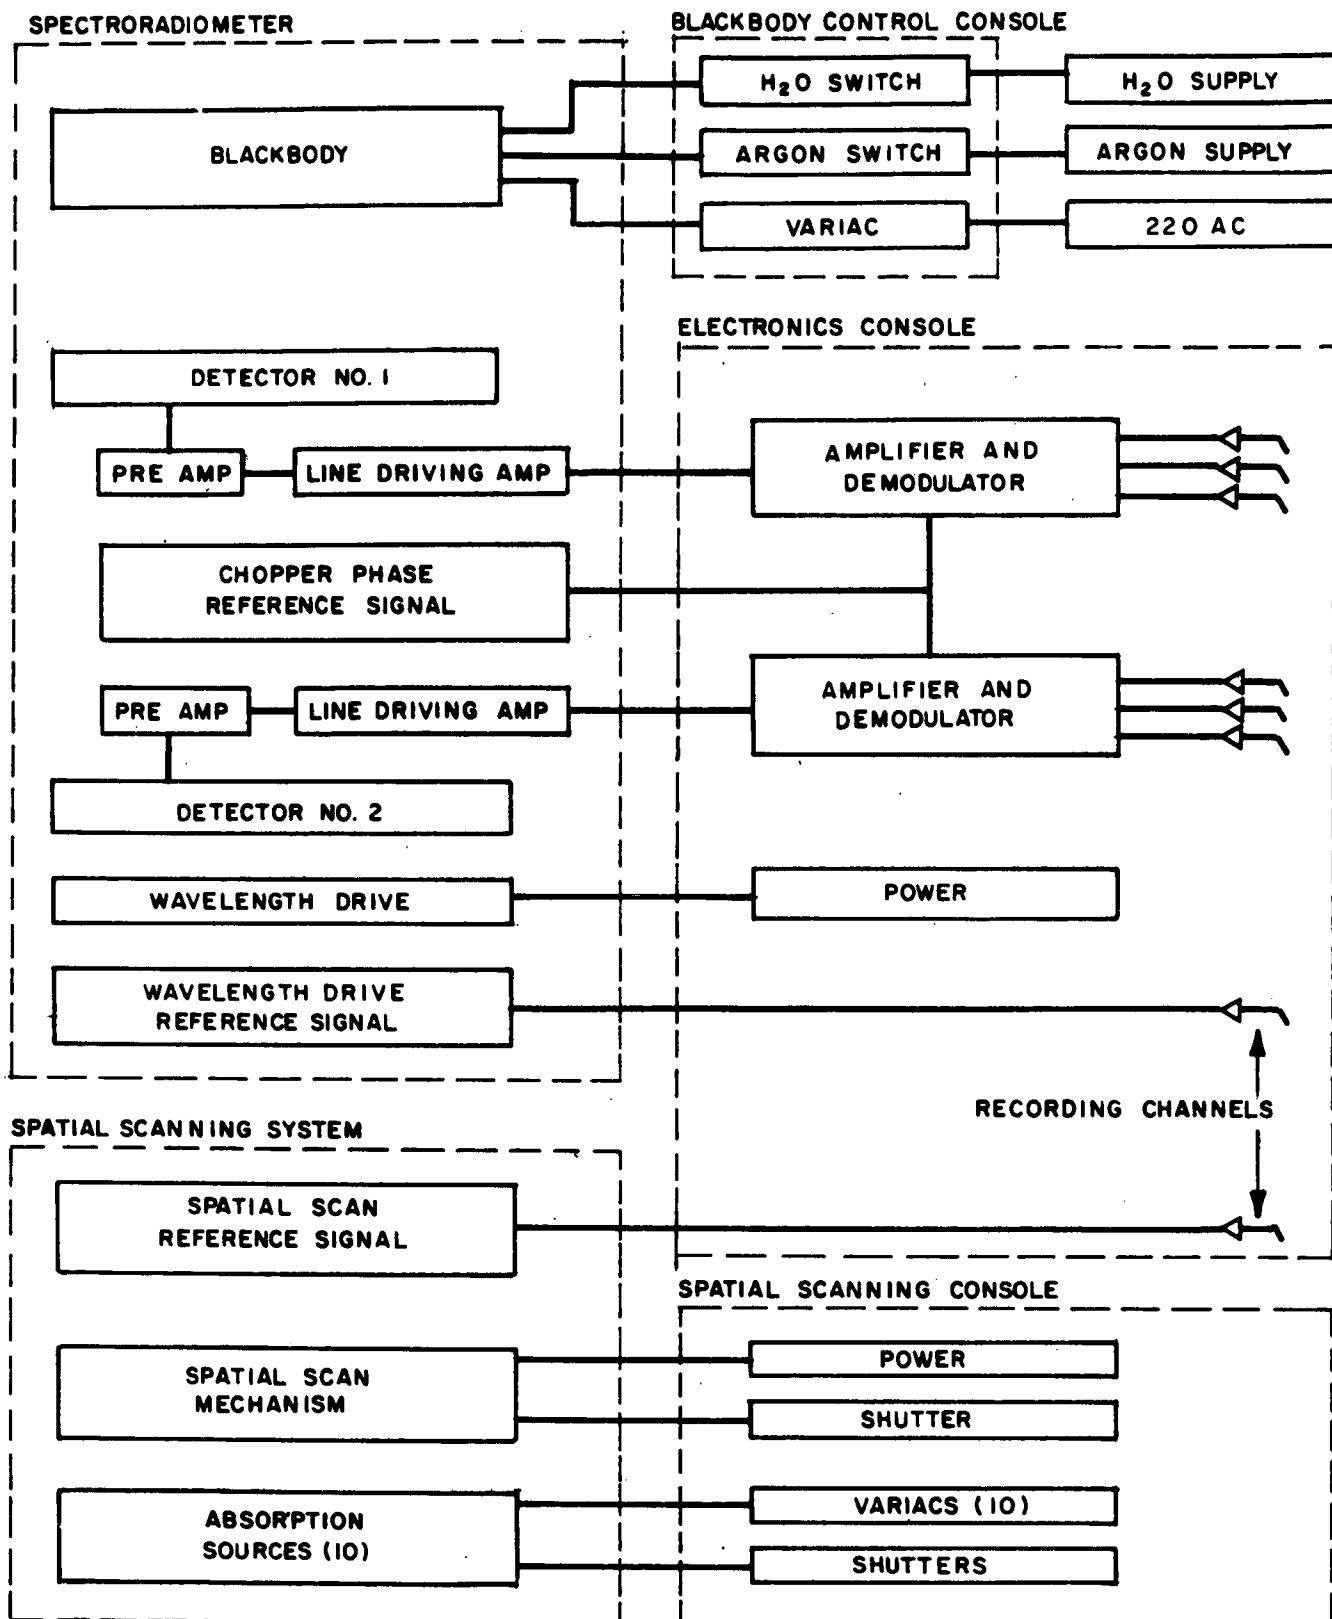 SPECTRORADIOMETER
BLACKBODY CONTROL CONSOLE
BLACKBODY
H2O SWITCH
H2O SUPPLY
ARGON SWITCH
ARGON SUPPLY
VARIAC
220 AC
ELECTRONICS CONSOLE
DETECTOR NO. 1
PRE AMP
LINE DRIVING AMP
AMPLIFIER AND
DEMODULATOR
CHOPPER PHASE
REFERENCE SIGNAL
PRE AMP
LINE DRIVING AMP
AMPLIFIER AND
DEMODULATOR
DETECTOR NO. 2
WAVELENGTH DRIVE
POWER
WAVELENGTH DRIVE
REFERENCE SIGNAL
RECORDING CHANNELS
SPATIAL SCANNING SYSTEM
SPATIAL SCAN
REFERENCE SIGNAL
SPATIAL SCANNING CONSOLE
SPATIAL SCAN
MECHANISM
POWER
SHUTTER
ABSORPTION
SOURCES (10)
VARIACS (10)
SHUTTERS